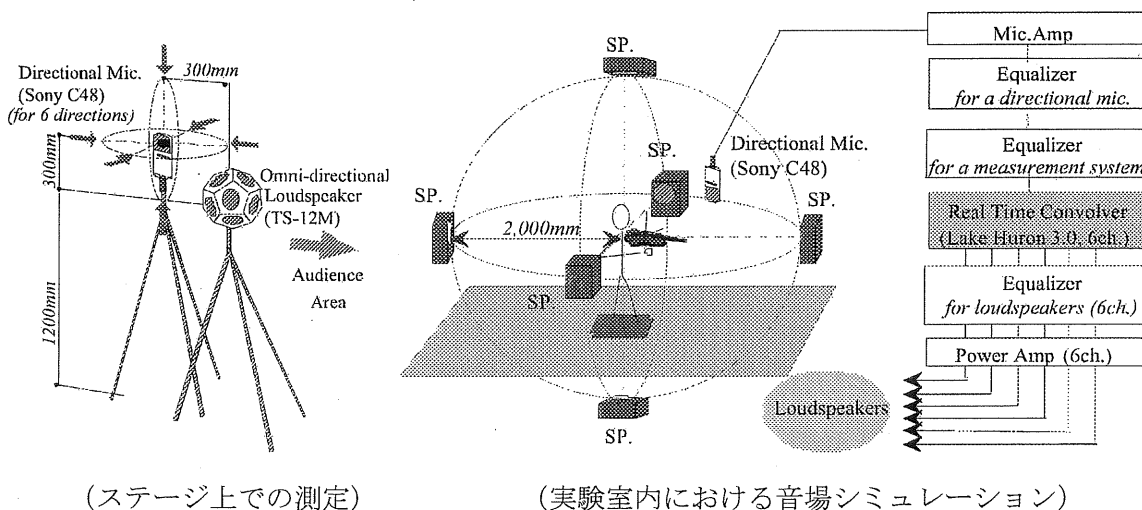 Directional Mic.
(Sony C48)
(for 6 directions)
300mm
300mm
1200mm
Omni-directional
Loudspeaker
(TS-12M)
Audience
Area
(ステージ上での測定)
SP.
SP.
SP.
SP.
SP.
SP.
2,000mm
Directional Mic.
(Sony C48)
Mic.Amp
Equalizer
for a directional mic.
Equalizer
for a measurement system
Real Time Convolver
(Lake Huron 3.0, 6ch.)
Equalizer
for loudspeakers (6ch.)
Power Amp (6ch.)
Loudspeakers
(実験室内における音場シミュレーション)